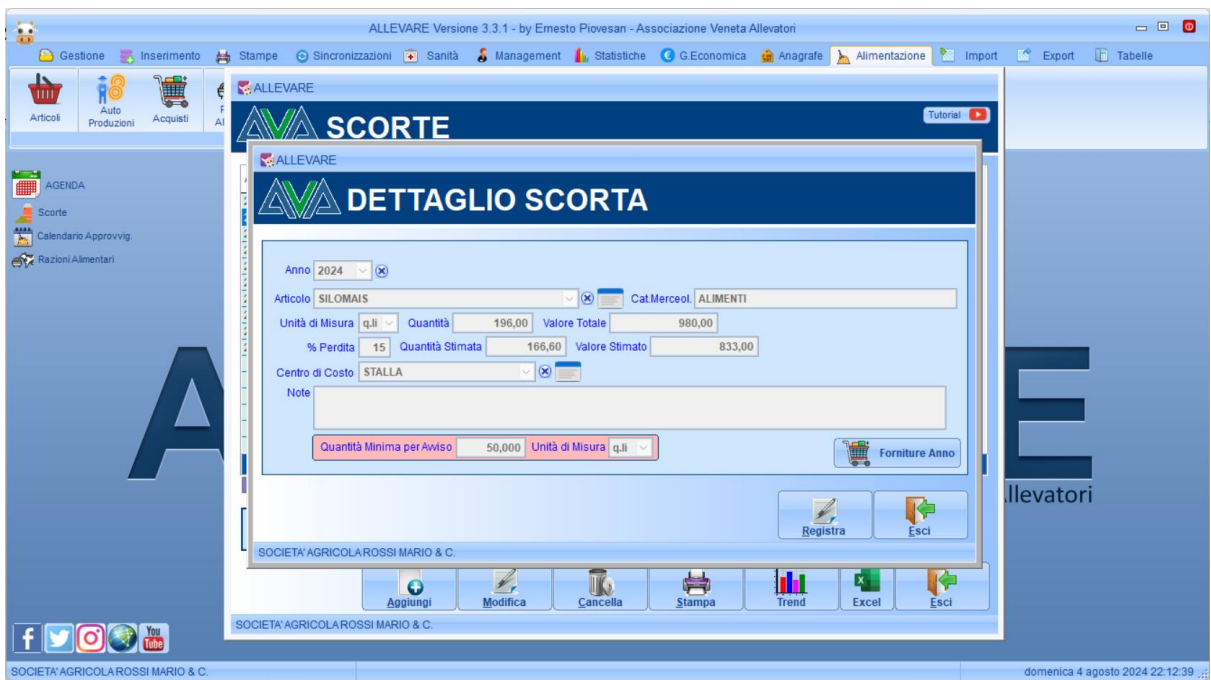 ALLEVARE Versione 3.3.1 - by Ernesto Piovesan - Associazione Veneta Allevatori
Gestione Inserimento Stampe Sincronizzazioni Sanità Management Statistiche G.Economica Anagrafe Alimentazione Import Export Tabelle
Articoli Auto Produzioni Acquisti
ALLEVARE
AVA SCORTE Tutorial
ALLEVARE
AVA DETTAGLIO SCORTA
AGENDA
Scorte
Calendario Approvvig.
Razioni Alimentari
Anno 2024
Articolo SILOMAIS Cat.Merceol. ALIMENTI
Unità di Misura q.li Quantità 196,00 Valore Totale 980,00
% Perdita 15 Quantità Stimata 166,60 Valore Stimato 833,00
Centro di Costo STALLA
Note
Quantità Minima per Avviso 50,000 Unità di Misura q.li Forniture Anno
A E
llevatori
Registra Esci
SOCIETA' AGRICOLA ROSSI MARIO & C.
Aggiungi Modifica Cancella Stampa Trend Excel Esci
SOCIETA' AGRICOLA ROSSI MARIO & C.
You Tube
SOCIETA' AGRICOLA ROSSI MARIO & C. domenica 4 agosto 2024 22:12:39